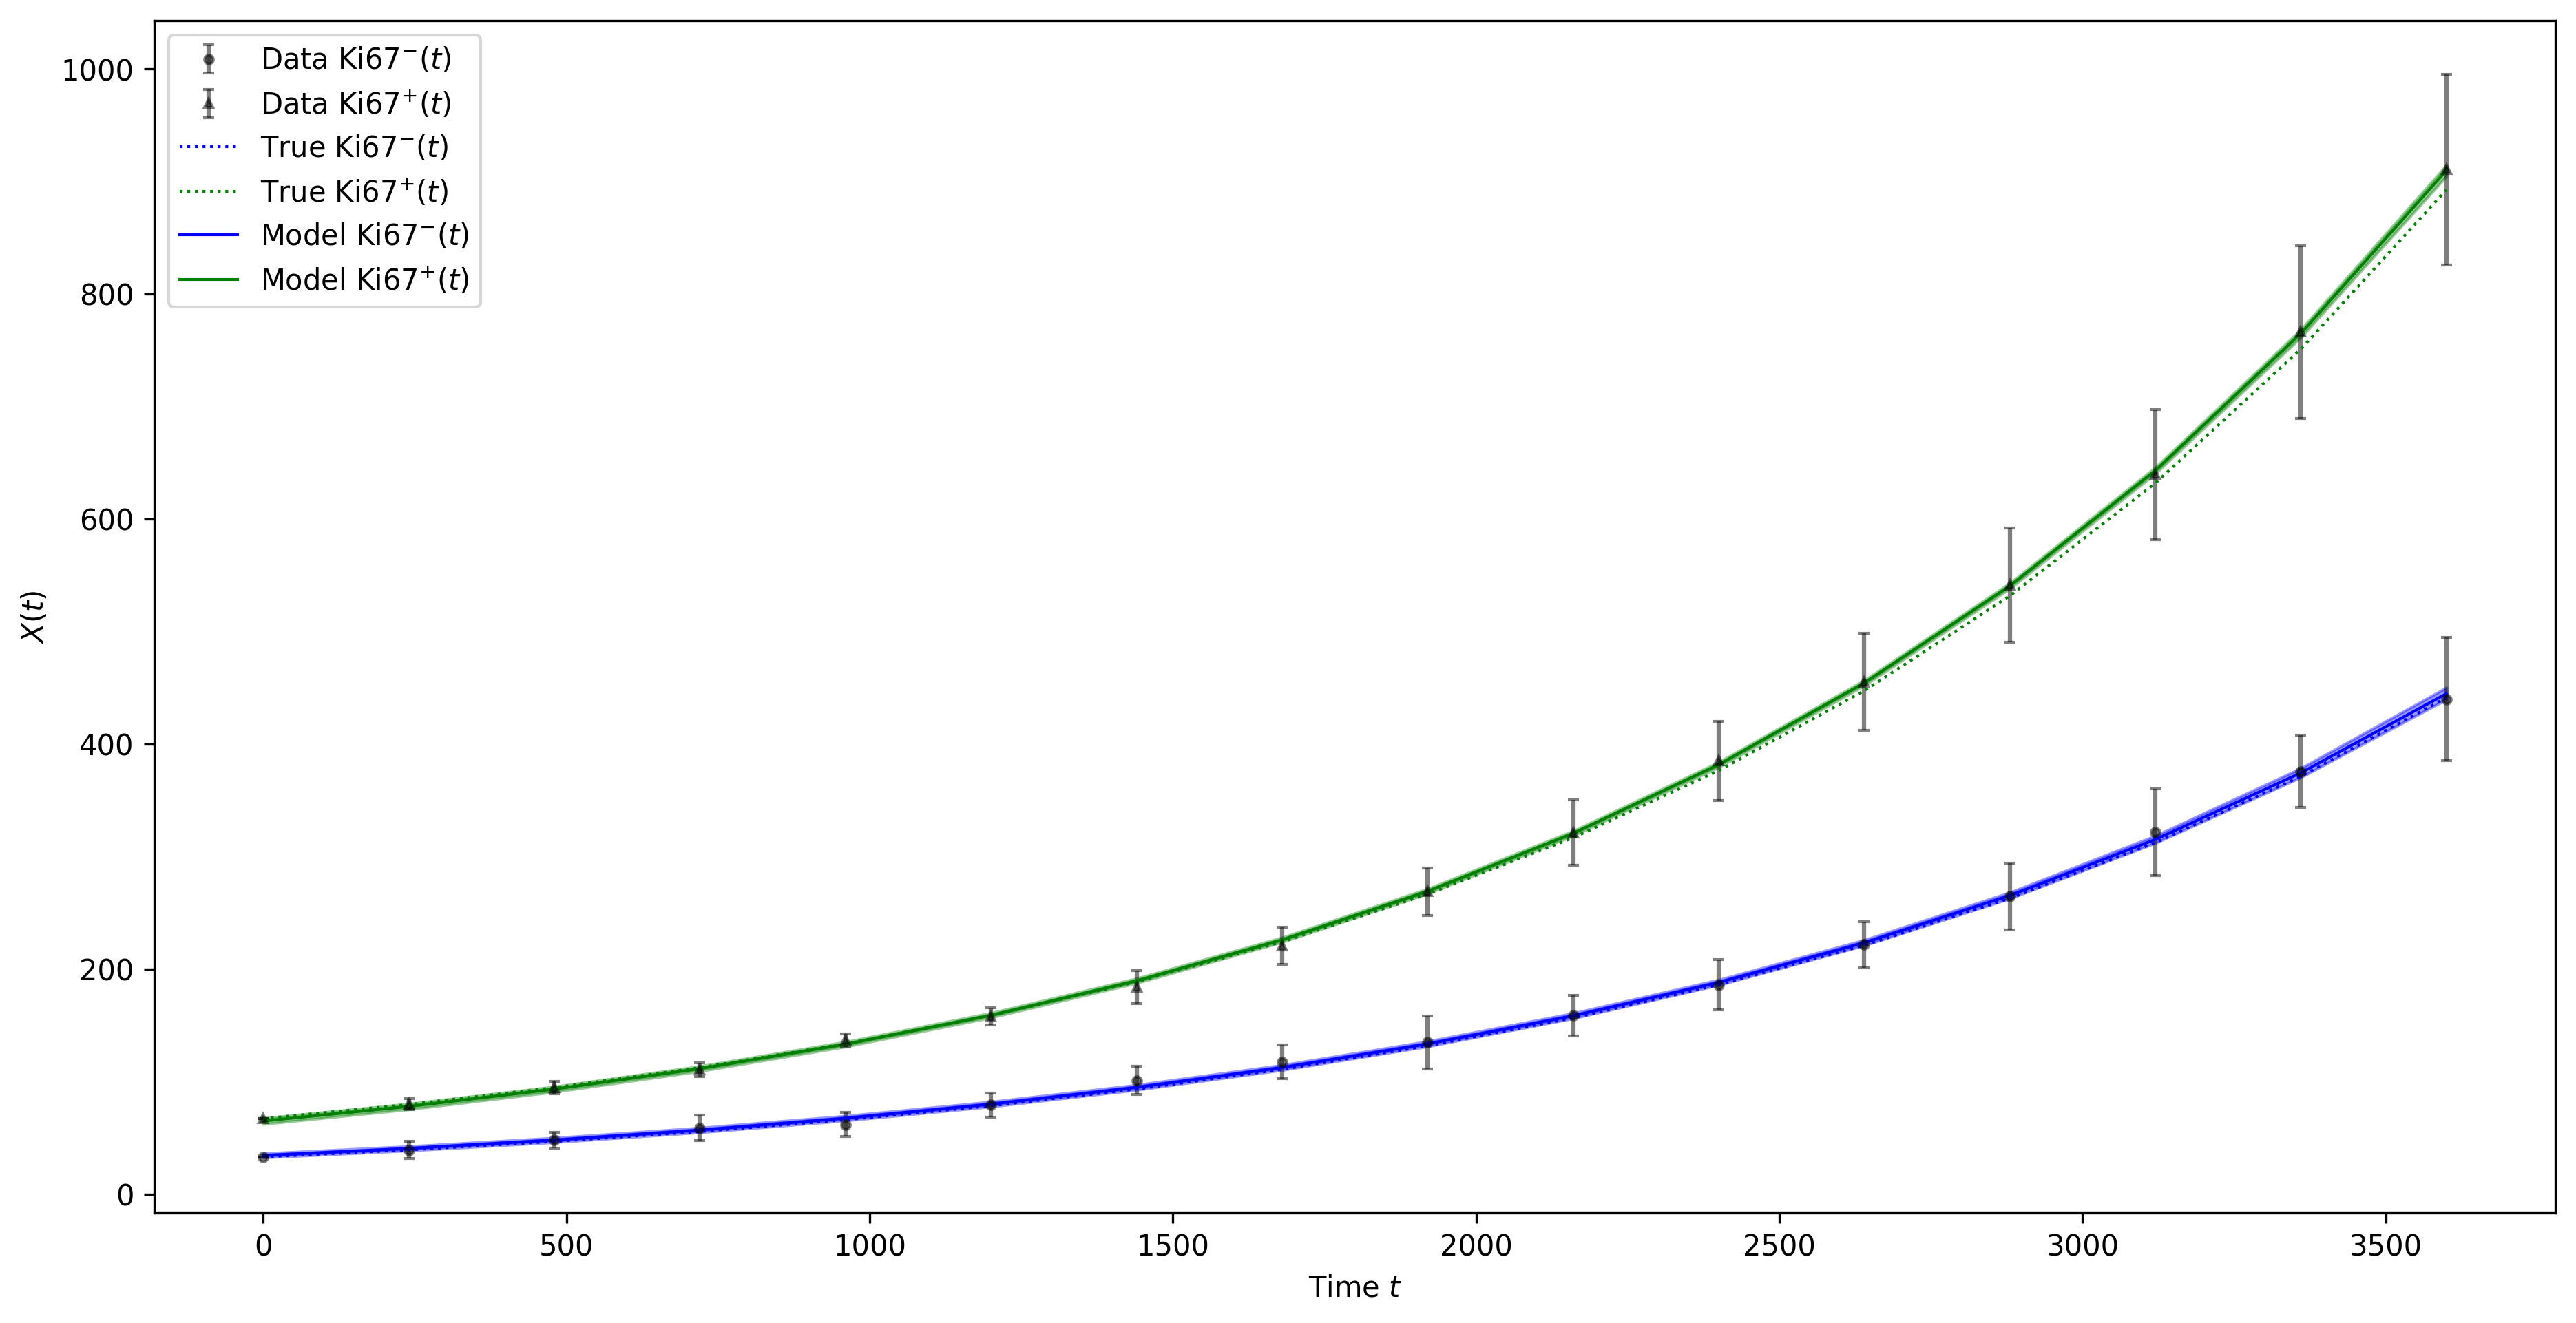 Data Ki67⁻(t)
Data Ki67⁺(t)
True Ki67⁻(t)
True Ki67⁺(t)
Model Ki67⁻(t)
Model Ki67⁺(t)
1000
800
600
400
200
0
X(t)
0 500 1000 1500 2000 2500 3000 3500
Time t